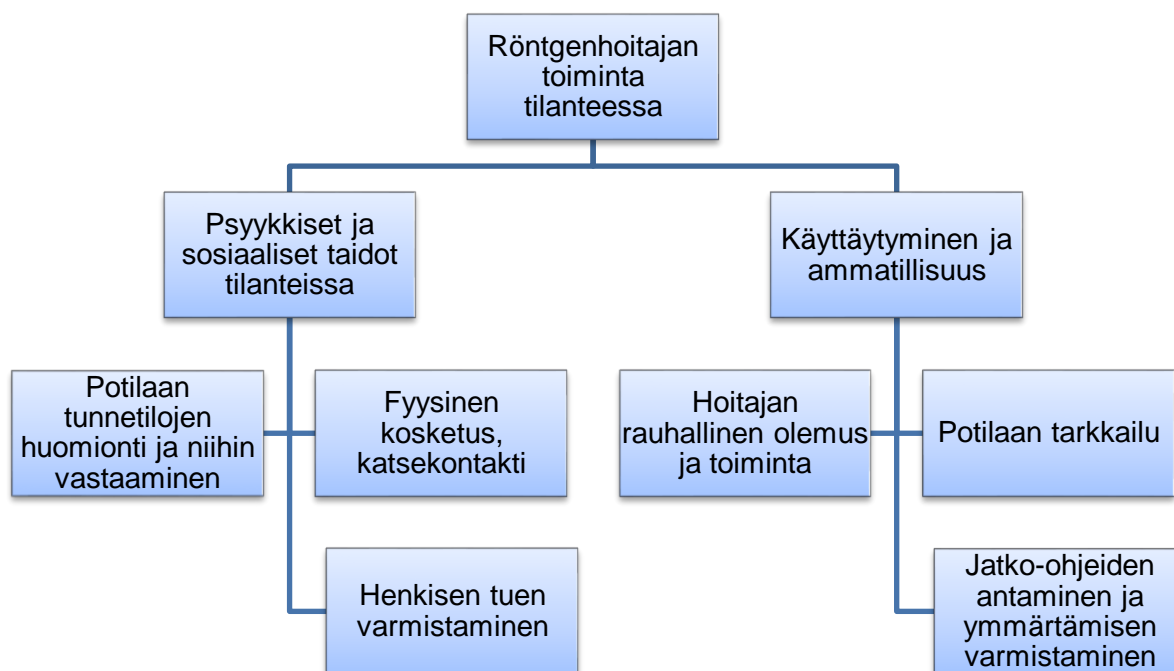 Röntgenhoitajan
toiminta
tilanteessa
Psyykkiset ja
sosiaaliset taidot
tilanteissa
Käyttäytyminen ja
ammatillisuus
Potilaan
tunnetilojen
huomionti ja niihin
vastaaminen
Fyysinen
kosketus,
katsekontakti
Hoitajan
rauhallinen olemus
ja toiminta
Potilaan tarkkailu
Henkisen tuen
varmistaminen
Jatko-ohjeiden
antaminen ja
ymmärtämisen
varmistaminen